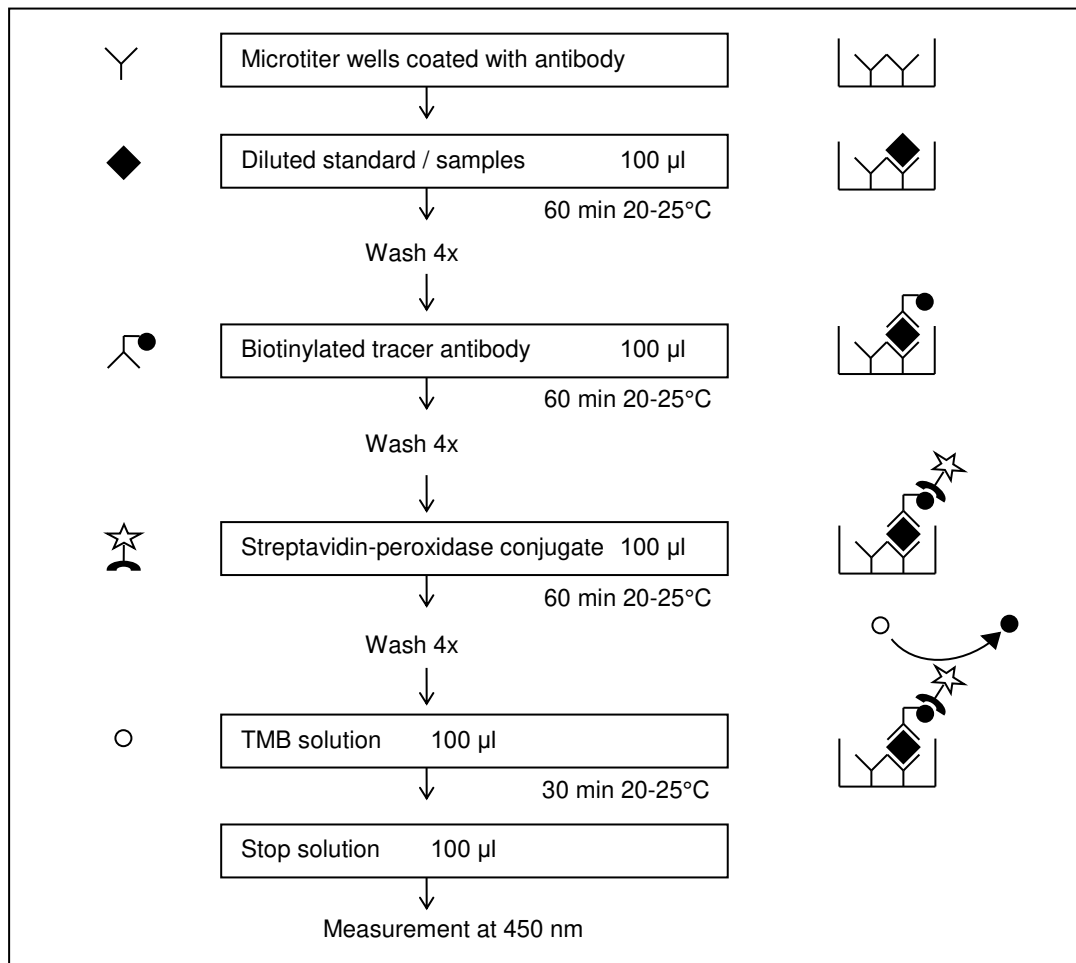 Microtiter wells coated with antibody
Diluted standard / samples 100 µl
60 min 20-25°C
Wash 4x
Biotinylated tracer antibody 100 µl
60 min 20-25°C
Wash 4x
Streptavidin-peroxidase conjugate 100 µl
60 min 20-25°C
Wash 4x
TMB solution 100 µl
30 min 20-25°C
Stop solution 100 µl
Measurement at 450 nm